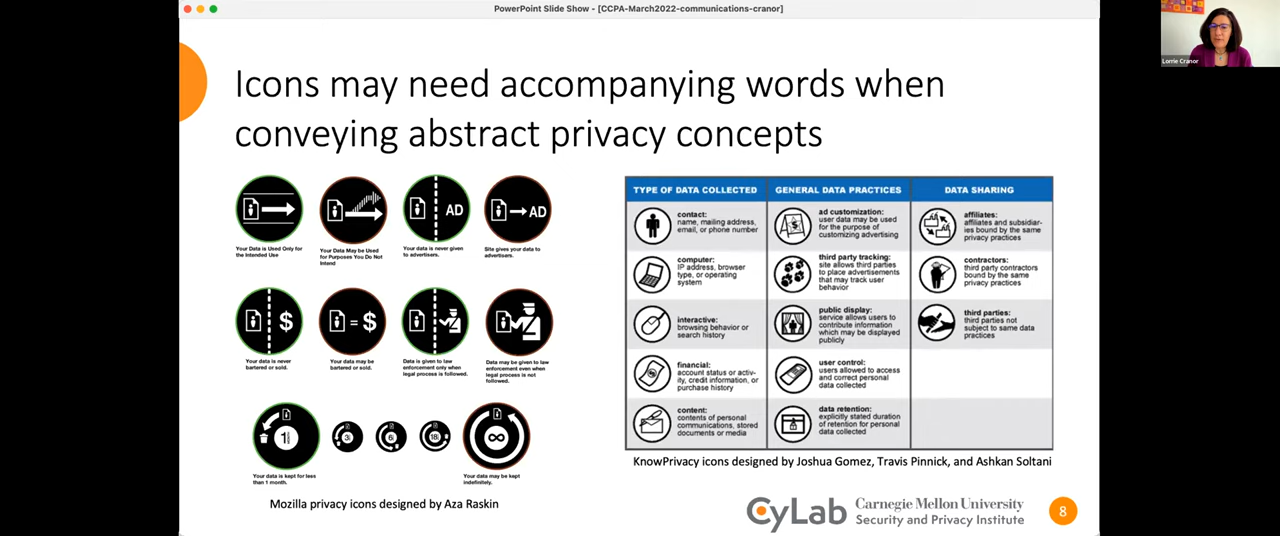 PowerPoint Slide Show - [CCPA-March2022-communications-cranor]
Lorrie Cranor
Icons may need accompanying words when
conveying abstract privacy concepts
AD
AD
Your Data is Used Only for
the Intended Use
Your Data May be Used
for Purposes You Do Not
Intend
Your data is never given
to advertisers.
Site gives your data to
advertisers.
$
= $
Your data is never
bartered or sold.
Your data may be
bartered or sold.
Data is given to law
enforcement only when
legal process is followed.
Data may be given to law
enforcement even when
legal process is not
followed.
1
3
6
18
∞
Your data is kept for less
than 1 month.
Your data may be kept
indefinitely.
Mozilla privacy icons designed by Aza Raskin
TYPE OF DATA COLLECTED
contact:
name, mailing address,
email, or phone number
computer:
IP address, browser
type, or operating
system
interactive:
browsing behavior or
search history
financial:
account status or activ-
ity, credit information, or
purchase history
content:
contents of personal
communications, stored
documents or media
GENERAL DATA PRACTICES
ad customization:
user data may be used
for the purpose of
customizing advertising
third party tracking:
site allows third parties
to place advertisements
that may track user
behavior
public display:
service allows users to
contribute information
which may be displayed
publicly
user control:
users allowed to access
and correct personal
data collected
data retention:
explicitly stated duration
of retention for personal
data collected
DATA SHARING
affiliates:
affiliates and subsidiar-
ies bound by the same
privacy practices
contractors:
third party contractors
bound by the same
privacy practices
third parties:
third parties not
subject to same data
practices
KnowPrivacy icons designed by Joshua Gomez, Travis Pinnick, and Ashkan Soltani
CyLab
Carnegie Mellon University
Security and Privacy Institute
8